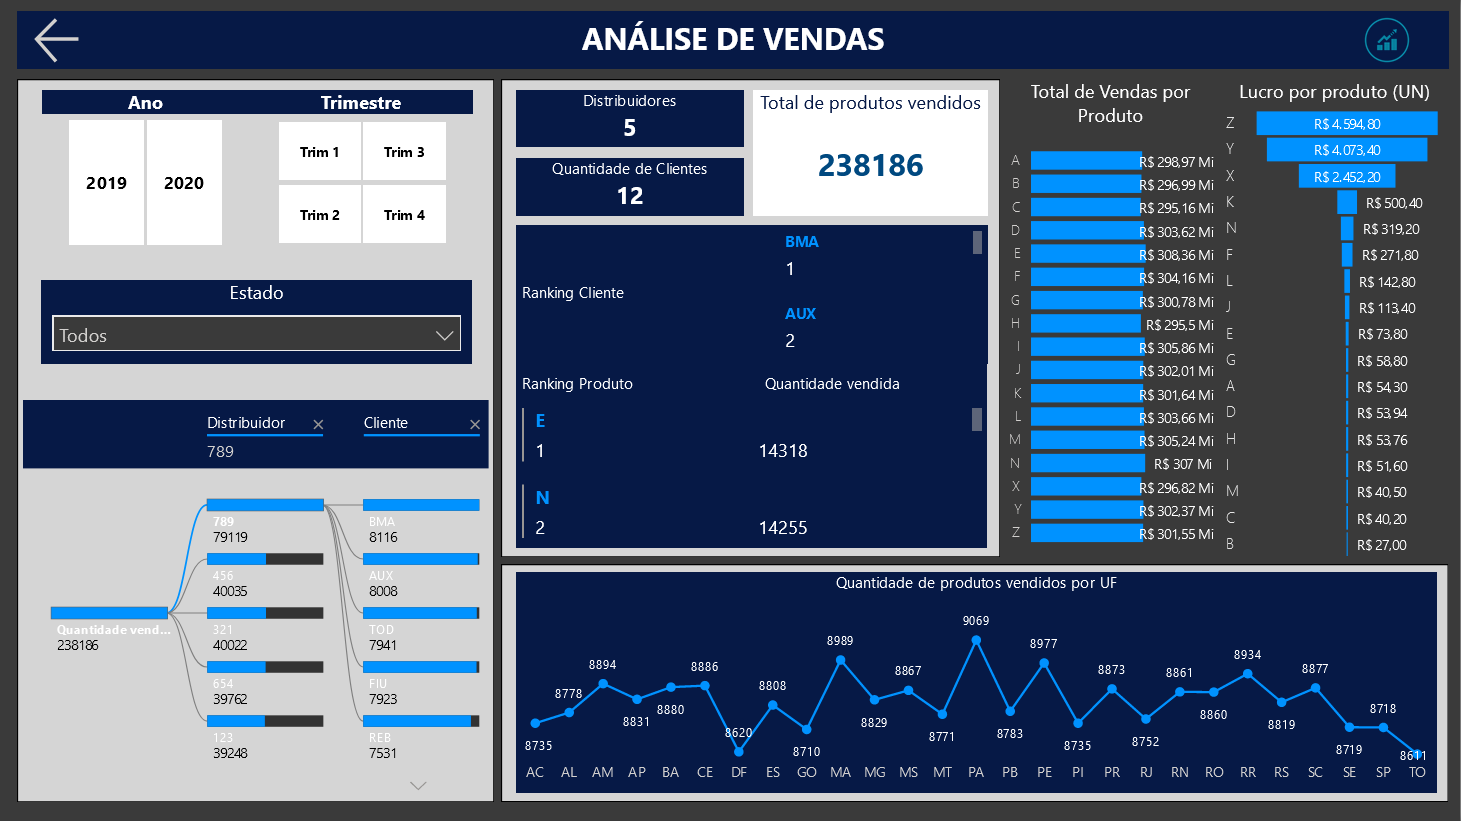 ANÁLISE DE VENDAS
Ano
Trimestre
2019
2020
Trim 1
Trim 3
Trim 2
Trim 4
Estado
Todos
Distribuidor
Cliente
789
Quantidade vend...
238186
789
79119
456
40035
321
40022
654
39762
123
39248
BMA
8116
AUX
8008
TOD
7941
FIU
7923
REB
7531
Distribuidores
5
Quantidade de Clientes
12
Total de produtos vendidos
238186
Ranking Cliente
BMA
1
AUX
2
Ranking Produto
Quantidade vendida
E
1
14318
N
2
14255
Total de Vendas por
Produto
A R$ 298,97 Mi
B R$ 296,99 Mi
C R$ 295,16 Mi
D R$ 303,62 Mi
E R$ 308,36 Mi
F R$ 304,16 Mi
G R$ 300,78 Mi
H R$ 295,5 Mi
I R$ 305,86 Mi
J R$ 302,01 Mi
K R$ 301,64 Mi
L R$ 303,66 Mi
M R$ 305,24 Mi
N R$ 307 Mi
X R$ 296,82 Mi
Y R$ 302,37 Mi
Z R$ 301,55 Mi
Lucro por produto (UN)
Z R$ 4.594,80
Y R$ 4.073,40
X R$ 2.452,20
K R$ 500,40
N R$ 319,20
F R$ 271,80
L R$ 142,80
J R$ 113,40
E R$ 73,80
G R$ 58,80
A R$ 54,30
D R$ 53,94
H R$ 53,76
I R$ 51,60
M R$ 40,50
C R$ 40,20
B R$ 27,00
Quantidade de produtos vendidos por UF
8735 8778 8894 8831 8880 8886 8620 8808 8710 8989 8829 8867 8771 9069 8783 8977 8735 8873 8752 8861 8860 8934 8819 8877 8719 8718 8611
AC AL AM AP BA CE DF ES GO MA MG MS MT PA PB PE PI PR RJ RN RO RR RS SC SE SP TO